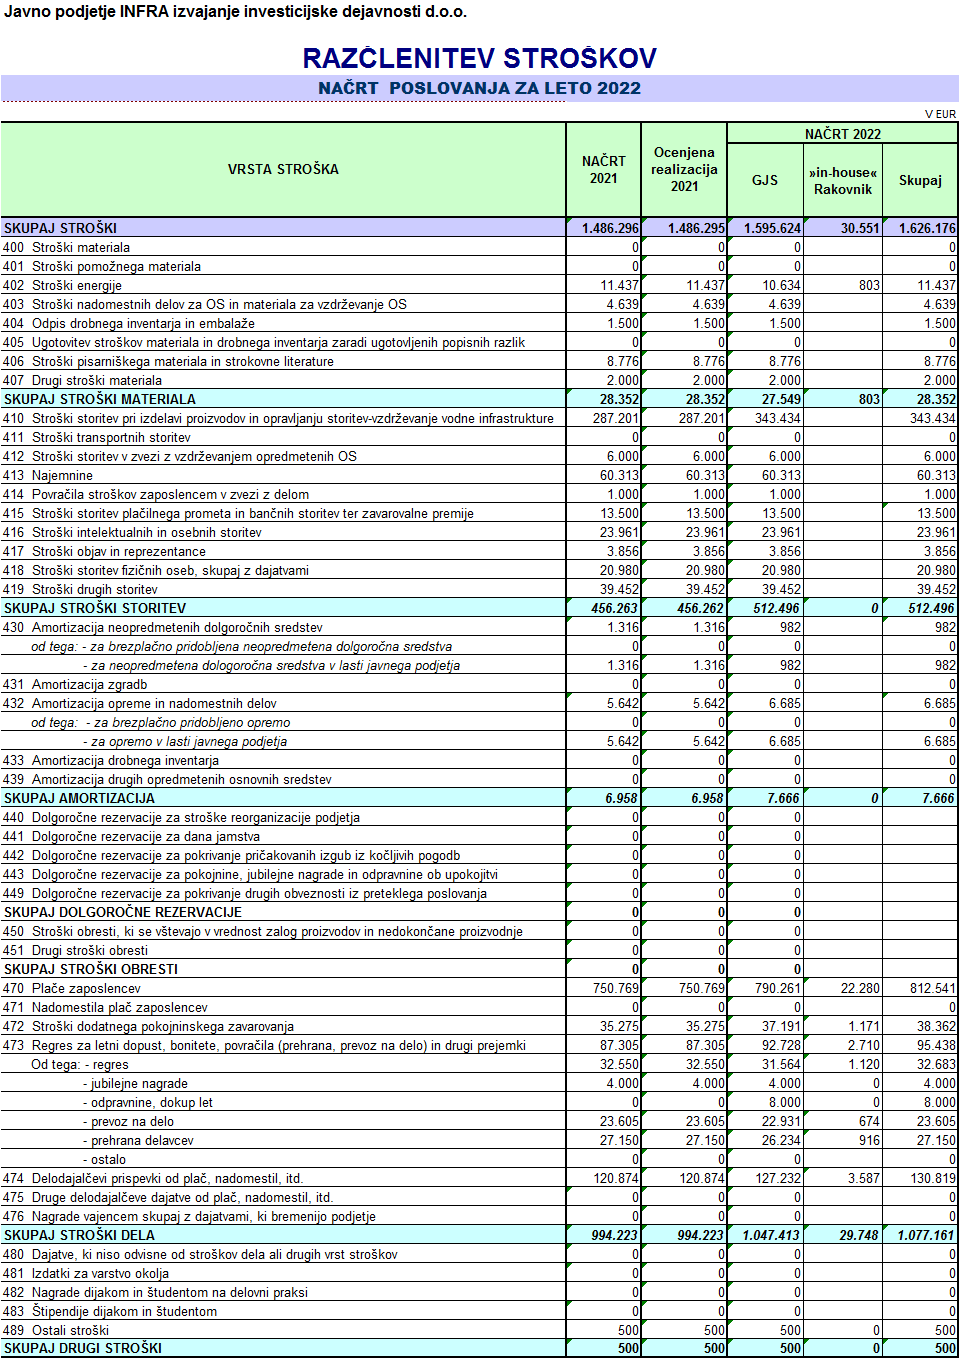 Javno podjetje INFRA izvajanje investicijske dejavnosti d.o.o.
RAZČLENITEV STROŠKOV
NAČRT POSLOVANJA ZA LETO 2022
V EUR
VRSTA STROŠKA NAČRT 2021 Ocenjena realizacija 2021 NAČRT 2022
GJS »in-house« Rakovnik Skupaj
SKUPAJ STROŠKI 1.486.296 1.486.295 1.595.624 30.551 1.626.176
400 Stroški materiala 0 0 0 0
401 Stroški pomožnega materiala 0 0 0 0
402 Stroški energije 11.437 11.437 10.634 803 11.437
403 Stroški nadomestnih delov za OS in materiala za vzdrževanje OS 4.639 4.639 4.639 4.639
404 Odpis drobnega inventarja in embalaže 1.500 1.500 1.500 1.500
405 Ugotovitev stroškov materiala in drobnega inventarja zaradi ugotovljenih popisnih razlik 0 0 0 0
406 Stroški pisarniškega materiala in strokovne literature 8.776 8.776 8.776 8.776
407 Drugi stroški materiala 2.000 2.000 2.000 2.000
SKUPAJ STROŠKI MATERIALA 28.352 28.352 27.549 803 28.352
410 Stroški storitev pri izdelavi proizvodov in opravljanju storitev-vzdrževanje vodne infrastrukture 287.201 287.201 343.434 343.434
411 Stroški transportnih storitev 0 0 0 0
412 Stroški storitev v zvezi z vzdrževanjem opredmetenih OS 6.000 6.000 6.000 6.000
413 Najemnine 60.313 60.313 60.313 60.313
414 Povračila stroškov zaposlencem v zvezi z delom 1.000 1.000 1.000 1.000
415 Stroški storitev plačilnega prometa in bančnih storitev ter zavarovalne premije 13.500 13.500 13.500 13.500
416 Stroški intelektualnih in osebnih storitev 23.961 23.961 23.961 23.961
417 Stroški objav in reprezentance 3.856 3.856 3.856 3.856
418 Stroški storitev fizičnih oseb, skupaj z dajatvami 20.980 20.980 20.980 20.980
419 Stroški drugih storitev 39.452 39.452 39.452 39.452
SKUPAJ STROŠKI STORITEV 456.263 456.262 512.496 0 512.496
430 Amortizacija neopredmetenih dolgoročnih sredstev 1.316 1.316 982 982
od tega: - za brezplačno pridobljena neopredmetena dolgoročna sredstva 0 0 0 0
- za neopredmetena dologoročna sredstva v lasti javnega podjetja 1.316 1.316 982 982
431 Amortizacija zgradb 0 0 0 0
432 Amortizacija opreme in nadomestnih delov 5.642 5.642 6.685 6.685
od tega: - za brezplačno pridobljeno opremo 0 0 0 0
- za opremo v lasti javnega podjetja 5.642 5.642 6.685 6.685
433 Amortizacija drobnega inventarja 0 0 0 0
439 Amortizacija drugih opredmetenih osnovnih sredstev 0 0 0 0
SKUPAJ AMORTIZACIJA 6.958 6.958 7.666 0 7.666
440 Dolgoročne rezervacije za stroške reorganizacije podjetja 0 0 0
441 Dolgoročne rezervacije za dana jamstva 0 0 0
442 Dolgoročne rezervacije za pokrivanje pričakovanih izgub iz kočljivih pogodb 0 0 0
443 Dolgoročne rezervacije za pokojnine, jubilejne nagrade in odpravnine ob upokojitvi 0 0 0
449 Dolgoročne rezervacije za pokrivanje drugih obveznosti iz preteklega poslovanja 0 0 0
SKUPAJ DOLGOROČNE REZERVACIJE 0 0 0
450 Stroški obresti, ki se vštevajo v vrednost zalog proizvodov in nedokončane proizvodnje 0 0 0
451 Drugi stroški obresti 0 0 0
SKUPAJ STROŠKI OBRESTI 0 0 0
470 Plače zaposlencev 750.769 750.769 790.261 22.280 812.541
471 Nadomestila plač zaposlencev 0 0 0 0
472 Stroški dodatnega pokojninskega zavarovanja 35.275 35.275 37.191 1.171 38.362
473 Regres za letni dopust, bonitete, povračila (prehrana, prevoz na delo) in drugi prejemki 87.305 87.305 92.728 2.710 95.438
Od tega: - regres 32.550 32.550 31.564 1.120 32.683
- jubilejne nagrade 4.000 4.000 4.000 0 4.000
- odpravnine, dokup let 0 0 8.000 0 8.000
- prevoz na delo 23.605 23.605 22.931 674 23.605
- prehrana delavcev 27.150 27.150 26.234 916 27.150
- ostalo 0 0 0 0
474 Delodajalčevi prispevki od plač, nadomestil, itd. 120.874 120.874 127.232 3.587 130.819
475 Druge delodajalčeve dajatve od plač, nadomestil, itd. 0 0 0 0
476 Nagrade vajencem skupaj z dajatvami, ki bremenijo podjetje 0 0 0 0
SKUPAJ STROŠKI DELA 994.223 994.223 1.047.413 29.748 1.077.161
480 Dajatve, ki niso odvisne od stroškov dela ali drugih vrst stroškov 0 0 0 0
481 Izdatki za varstvo okolja 0 0 0 0
482 Nagrade dijakom in študentom na delovni praksi 0 0 0 0
483 Štipendije dijakom in študentom 0 0 0 0
489 Ostali stroški 500 500 500 0 500
SKUPAJ DRUGI STROŠKI 500 500 500 0 500